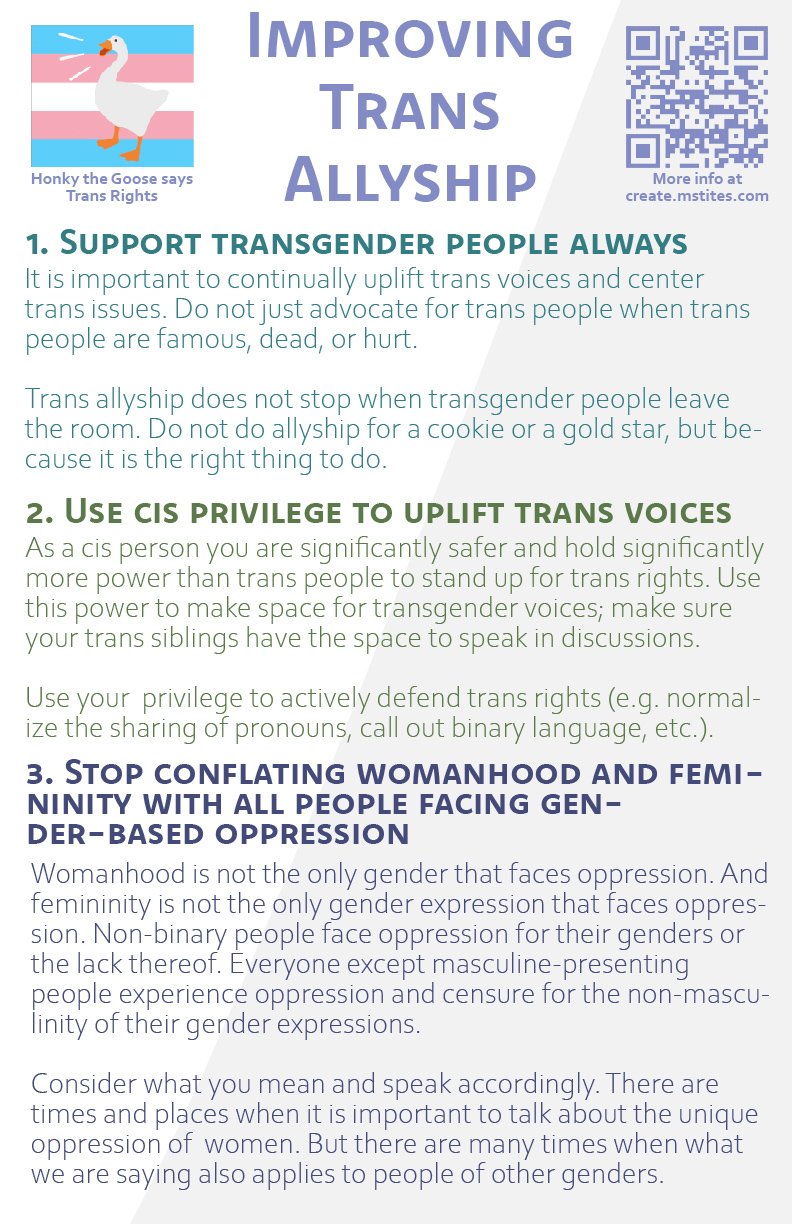 IMPROVING
TRANS
ALLYSHIP
Honky the Goose says
Trans Rights
More info at
create.mstites.com
1. SUPPORT TRANSGENDER PEOPLE ALWAYS
It is important to continually uplift trans voices and center
trans issues. Do not just advocate for trans people when trans
people are famous, dead, or hurt.
Trans allyship does not stop when transgender people leave
the room. Do not do allyship for a cookie or a gold star, but be-
cause it is the right thing to do.
2. USE CIS PRIVILEGE TO UPLIFT TRANS VOICES
As a cis person you are significantly safer and hold significantly
more power than trans people to stand up for trans rights. Use
this power to make space for transgender voices; make sure
your trans siblings have the space to speak in discussions.
Use your  privilege to actively defend trans rights (e.g. normal-
ize the sharing of pronouns, call out binary language, etc.).
3. STOP CONFLATING WOMANHOOD AND FEMI-
NINITY WITH ALL PEOPLE FACING GEN-
DER-BASED OPPRESSION
Womanhood is not the only gender that faces oppression. And
femininity is not the only gender expression that faces oppres-
sion. Non-binary people face oppression for their genders or
the lack thereof. Everyone except masculine-presenting
people experience oppression and censure for the non-mascu-
linity of their gender expressions.
Consider what you mean and speak accordingly. There are
times and places when it is important to talk about the unique
oppression of  women. But there are many times when what
we are saying also applies to people of other genders.